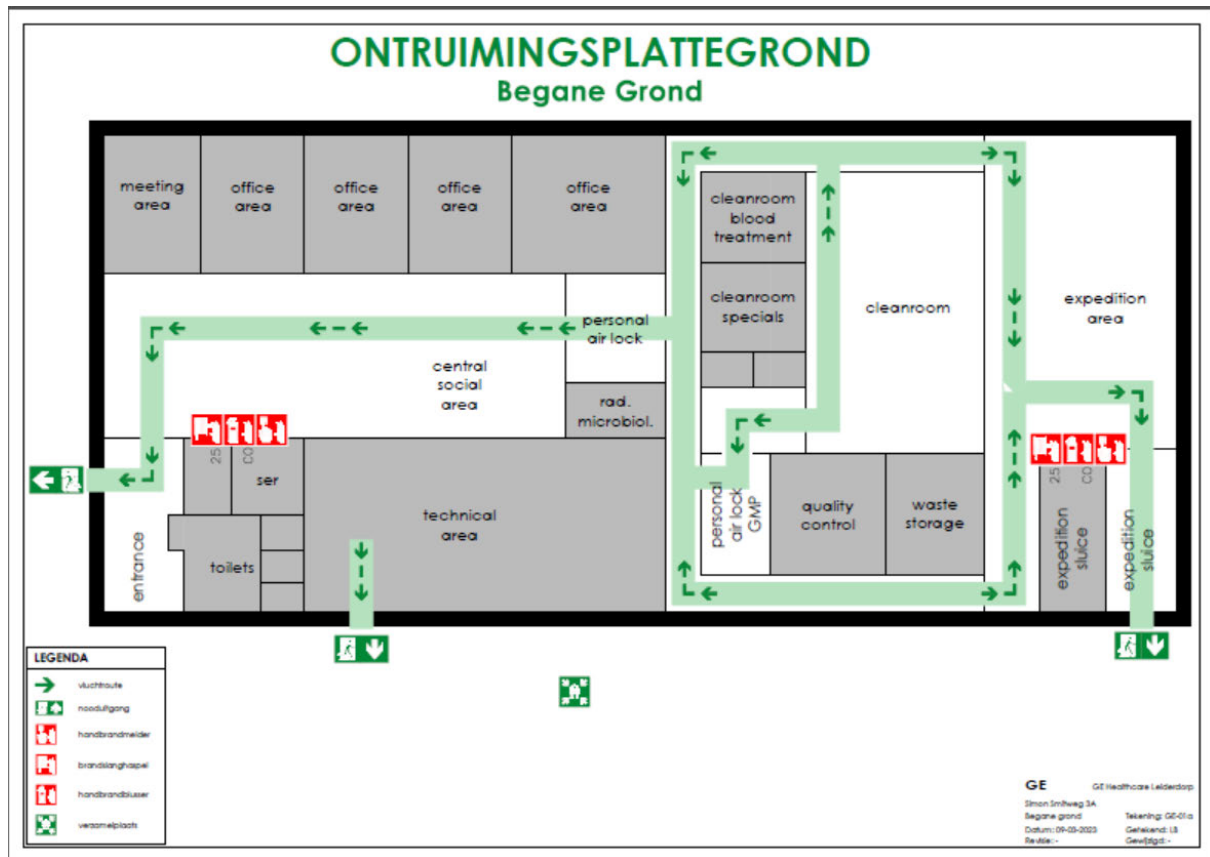 ONTRUIMINGSPLATTEGROND
Begane Grond
meeting
area
office
area
office
area
office
area
office
area
cleanroom
blood
treatment
cleanroom
specials
cleanroom
expedition
area
personal
air lock
central
social
area
rad.
microbiol.
25
CO
ser
technical
area
toilets
entrance
personal
air lock
GMP
quality
control
waste
storage
25
CO
expedition
sluice
expedition
sluice
LEGENDA
vluchtroute
nooduitgang
handbrandmelder
brandslanghaspel
handbrandblusser
verzamelplaats
GE GE Healthcare Leiderdorp
Simon Smitweg 3A
Begane grond Tekening: GE-01a
Datum: 09-03-2023 Getekend: LB
Revisie: - Gewijzigd: -